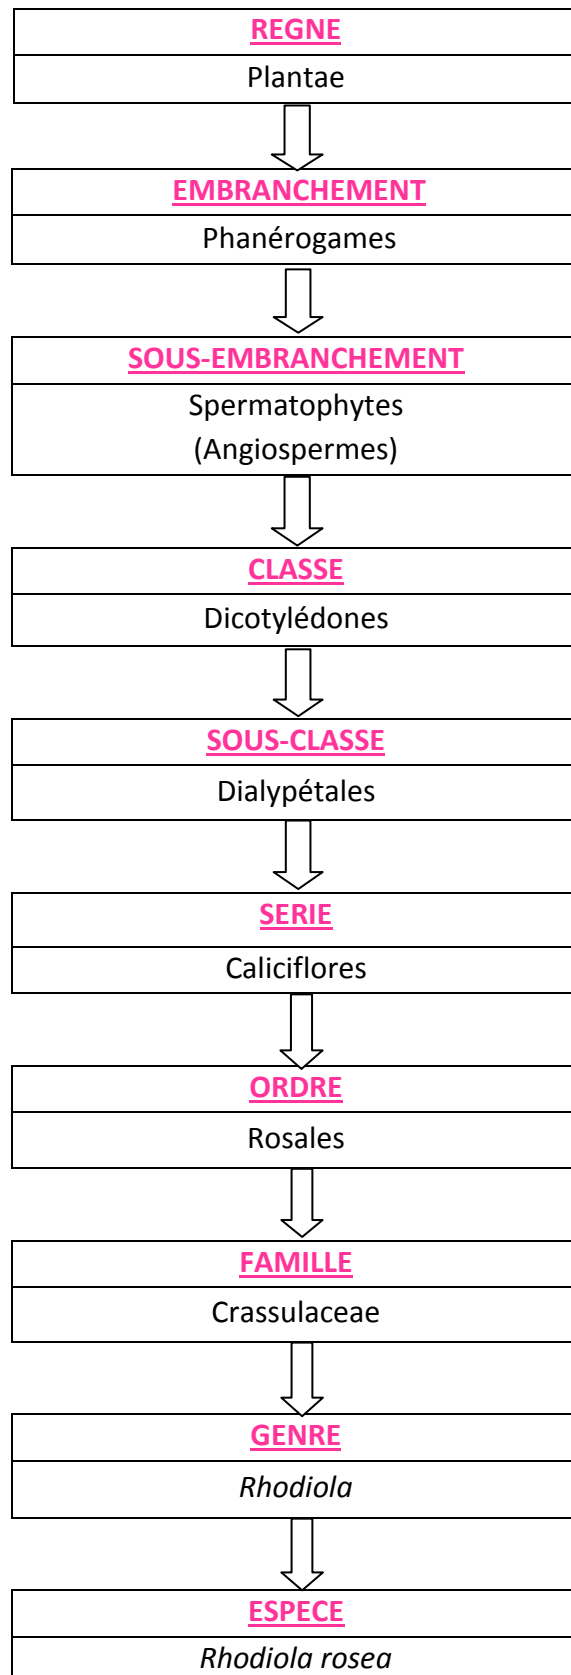 REGNE
Plantae
EMBRANCHEMENT
Phanérogames
SOUS-EMBRANCHEMENT
Spermatophytes
(Angiospermes)
CLASSE
Dicotylédones
SOUS-CLASSE
Dialypétales
SERIE
Caliciflores
ORDRE
Rosales
FAMILLE
Crassulaceae
GENRE
Rhodiola
ESPECE
Rhodiola rosea